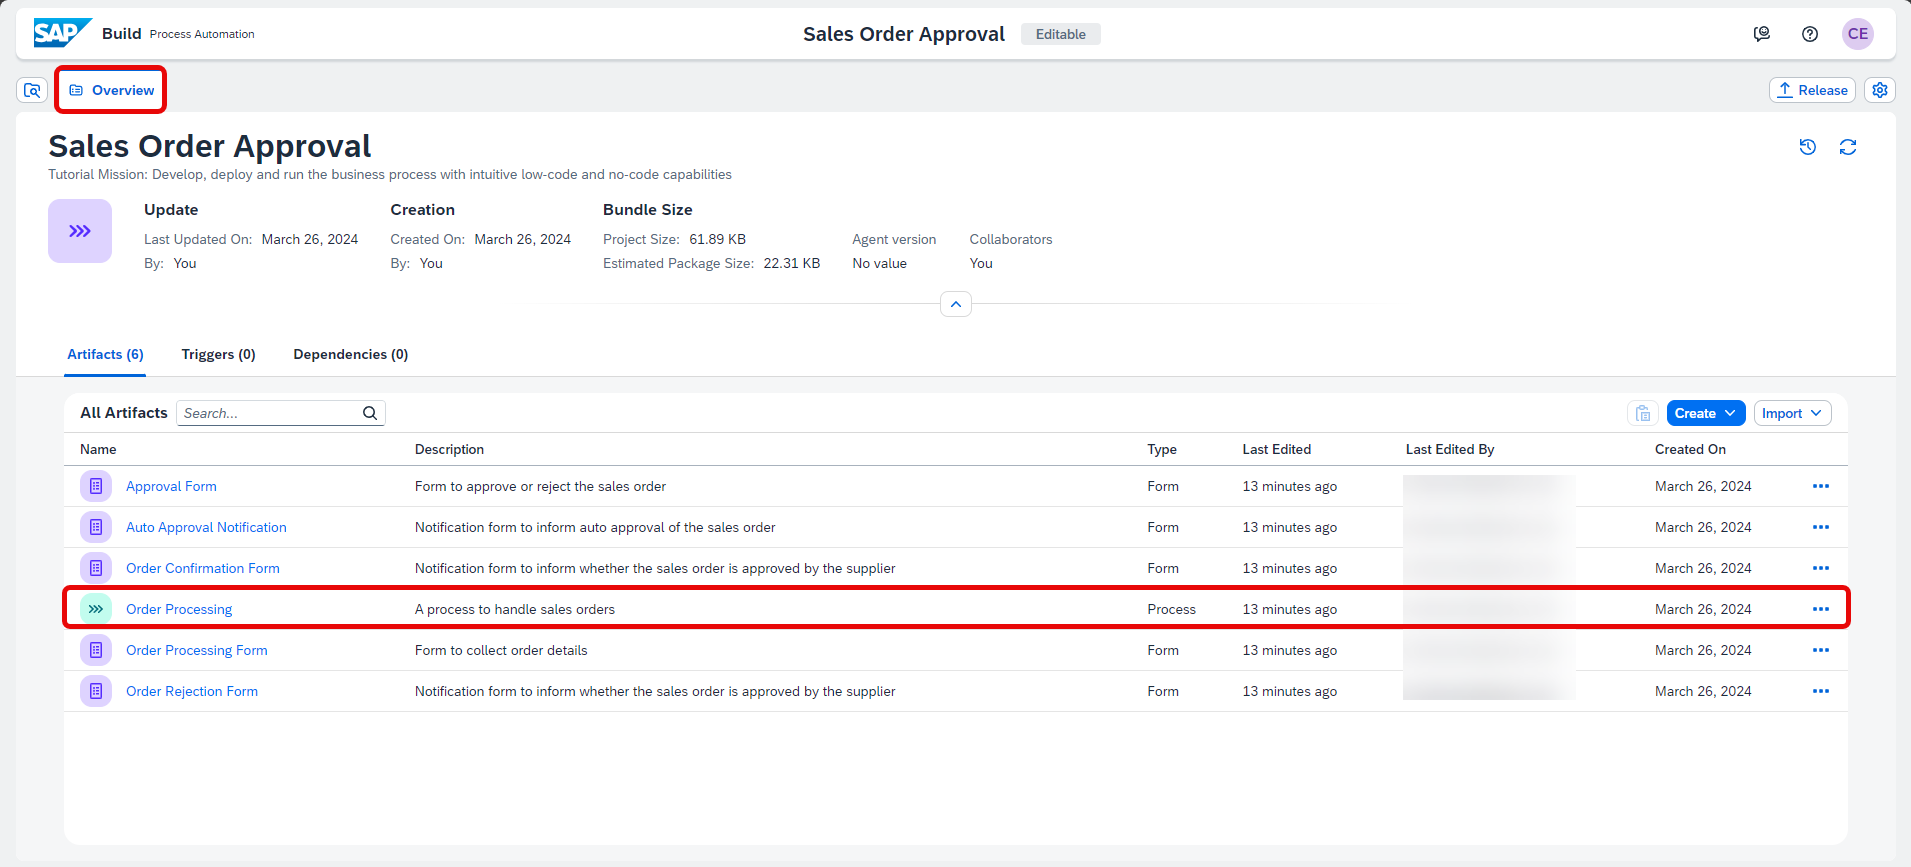 SAP Build Process Automation
Sales Order Approval Editable
CE
Overview
Release
Sales Order Approval
Tutorial Mission: Develop, deploy and run the business process with intuitive low-code and no-code capabilities
Update Creation Bundle Size
Last Updated On: March 26, 2024 Created On: March 26, 2024 Project Size: 61.89 KB Agent version Collaborators
By: You By: You Estimated Package Size: 22.31 KB No value You
Artifacts (6) Triggers (0) Dependencies (0)
All Artifacts Search... Create Import
Name Description Type Last Edited Last Edited By Created On
Approval Form Form to approve or reject the sales order Form 13 minutes ago March 26, 2024
Auto Approval Notification Notification form to inform auto approval of the sales order Form 13 minutes ago March 26, 2024
Order Confirmation Form Notification form to inform whether the sales order is approved by the supplier Form 13 minutes ago March 26, 2024
Order Processing A process to handle sales orders Process 13 minutes ago March 26, 2024
Order Processing Form Form to collect order details Form 13 minutes ago March 26, 2024
Order Rejection Form Notification form to inform whether the sales order is approved by the supplier Form 13 minutes ago March 26, 2024